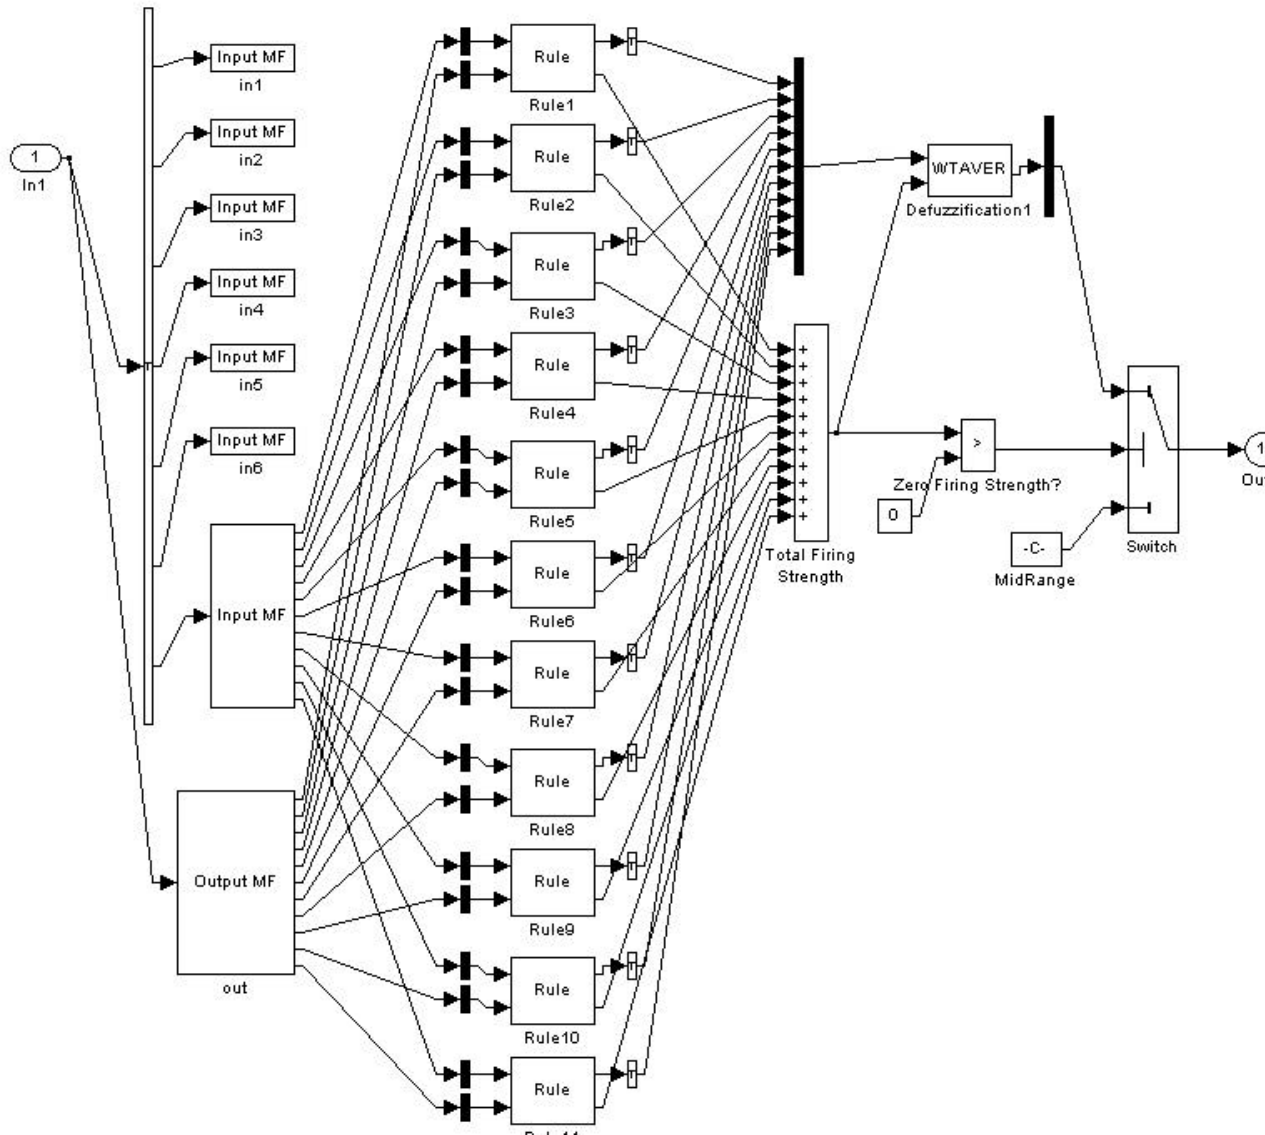 1
In1
Input MF
in1
Input MF
in2
Input MF
in3
Input MF
in4
Input MF
in5
Input MF
in6
Input MF
Output MF
out
T
Rule
Rule1
Rule
Rule2
Rule
Rule3
Rule
Rule4
Rule
Rule5
Rule
Rule6
Rule
Rule7
Rule
Rule8
Rule
Rule9
Rule
Rule10
Rule
T
T
T
T
T
T
T
T
T
T
T
+
+
+
+
+
+
+
+
+
+
+
Total Firing
Strength
WTAVER
Defuzzification1
>
Zero Firing Strength?
0
-C-
MidRange
Switch
1
Ou